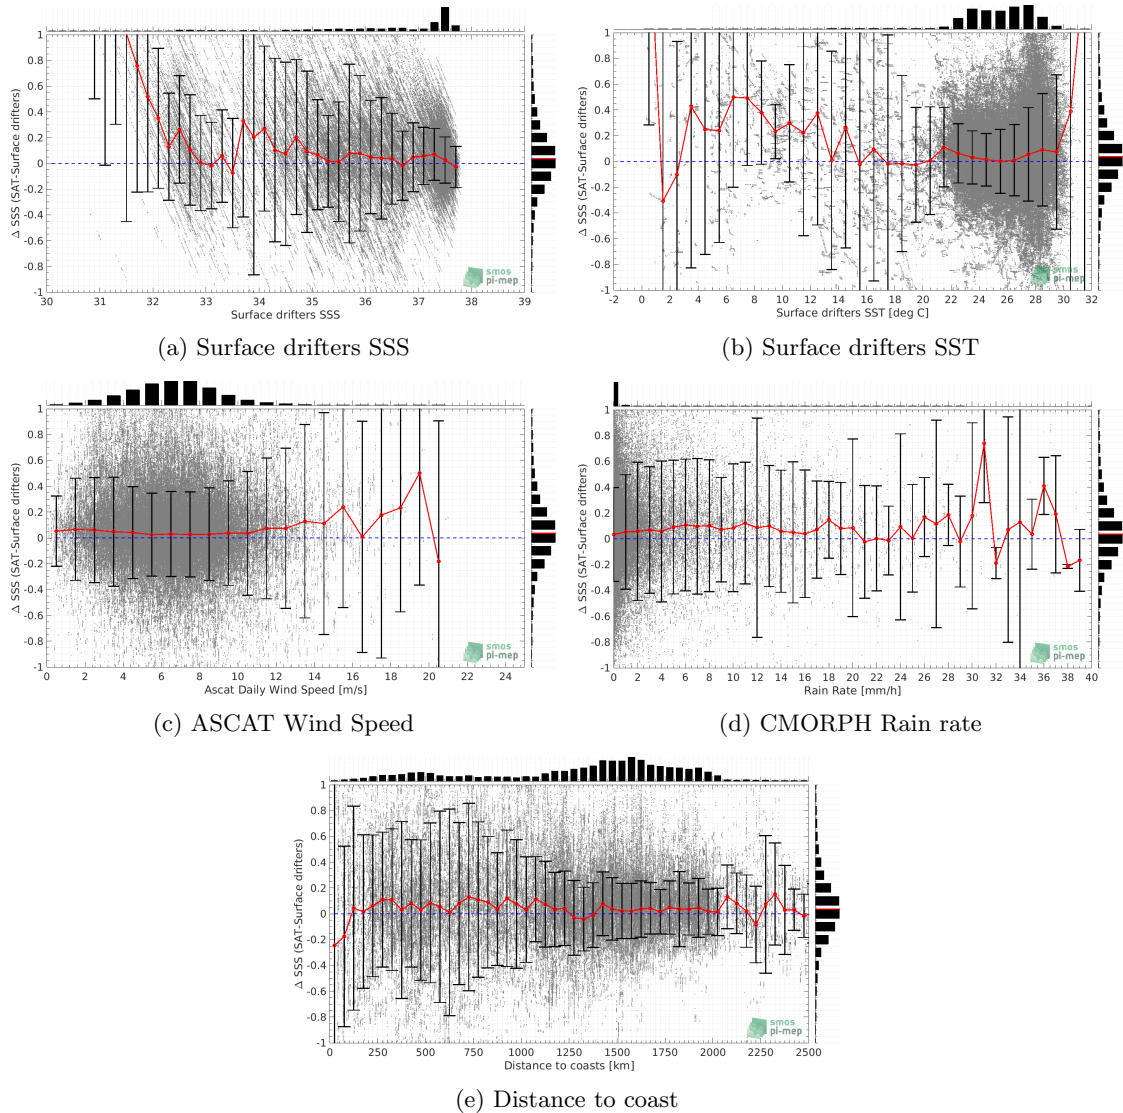 1
0.8
0.6
0.4
0.2
0
-0.2
-0.4
-0.6
-0.8
-1
Δ SSS (SAT-Surface drifters)
30 31 32 33 34 35 36 37 38 39
Surface drifters SSS
smos
pi-mep
(a) Surface drifters SSS
1
0.8
0.6
0.4
0.2
0
-0.2
-0.4
-0.6
-0.8
-1
Δ SSS (SAT-Surface drifters)
-2 0 2 4 6 8 10 12 14 16 18 20 22 24 26 28 30 32
Surface drifters SST [deg C]
smos
pi-mep
(b) Surface drifters SST
1
0.8
0.6
0.4
0.2
0
-0.2
-0.4
-0.6
-0.8
-1
Δ SSS (SAT-Surface drifters)
0 2 4 6 8 10 12 14 16 18 20 22 24
Ascat Daily Wind Speed [m/s]
smos
pi-mep
(c) ASCAT Wind Speed
1
0.8
0.6
0.4
0.2
0
-0.2
-0.4
-0.6
-0.8
-1
Δ SSS (SAT-Surface drifters)
0 2 4 6 8 10 12 14 16 18 20 22 24 26 28 30 32 34 36 38 40
Rain Rate [mm/h]
smos
pi-mep
(d) CMORPH Rain rate
1
0.8
0.6
0.4
0.2
0
-0.2
-0.4
-0.6
-0.8
-1
Δ SSS (SAT-Surface drifters)
0 250 500 750 1000 1250 1500 1750 2000 2250 2500
Distance to coasts [km]
smos
pi-mep
(e) Distance to coast